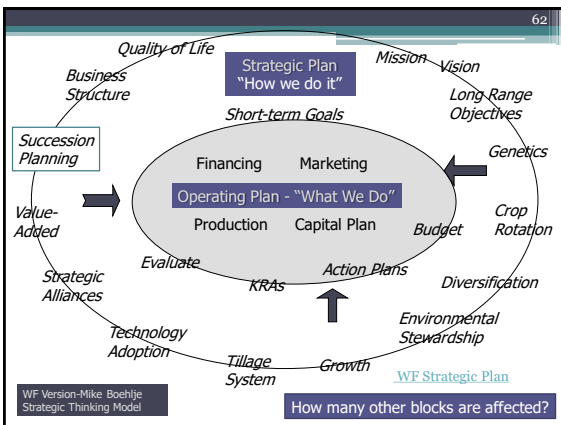 62
Quality of Life
Strategic Plan
“How we do it”
Mission
Vision
Business
Structure
Long Range
Objectives
Short-term Goals
Succession
Planning
Financing
Marketing
Genetics
Operating Plan - “What We Do”
Value-
Added
Production
Capital Plan
Budget
Crop
Rotation
Evaluate
KRAs
Action Plans
Strategic
Alliances
Diversification
Technology
Adoption
Environmental
Stewardship
Tillage
System
Growth
WF Strategic Plan
WF Version-Mike Boehlje
Strategic Thinking Model
How many other blocks are affected?